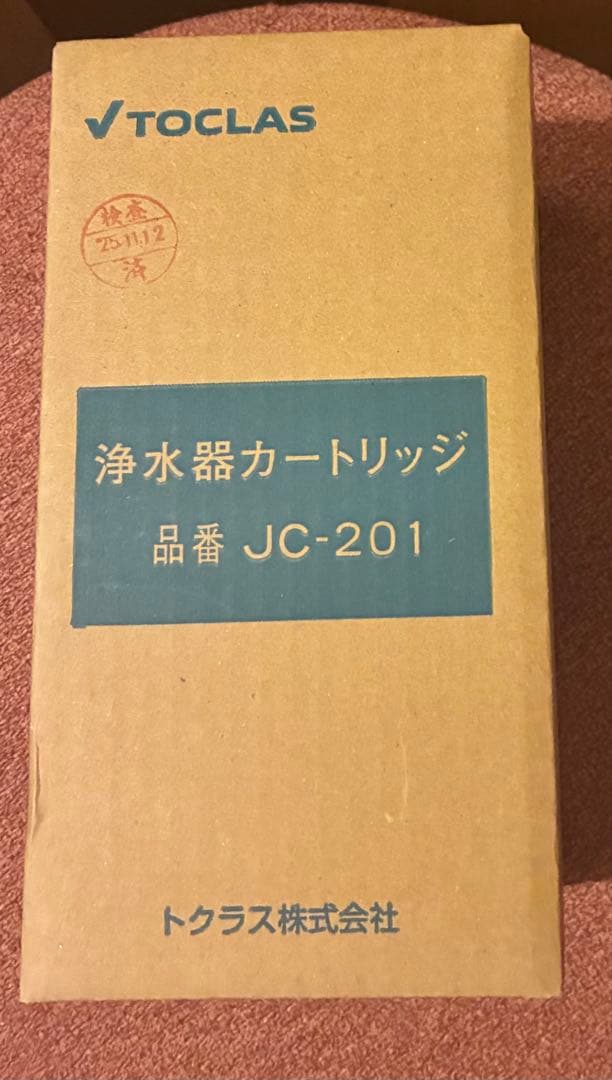 TOCLAS
検査
25.11.12
済
浄水器カートリッジ
品番 JC-201
トクラス株式会社